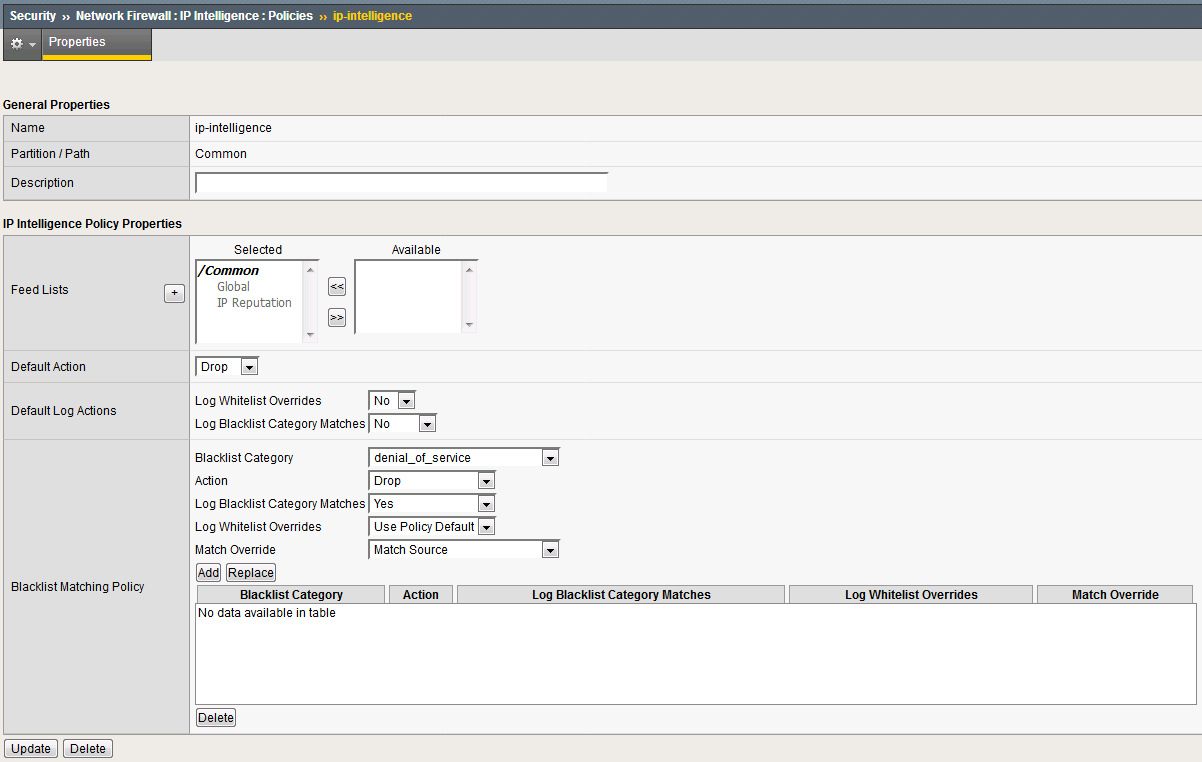 Security ›› Network Firewall : IP Intelligence : Policies ›› ip-intelligence
Properties
General Properties
Name ip-intelligence
Partition / Path Common
Description
IP Intelligence Policy Properties
Selected Available
Feed Lists + /Common << 
Global
IP Reputation >>
Default Action Drop
Default Log Actions Log Whitelist Overrides No
Log Blacklist Category Matches No
Blacklist Matching Policy Blacklist Category denial_of_service
Action Drop
Log Blacklist Category Matches Yes
Log Whitelist Overrides Use Policy Default
Match Override Match Source
Add Replace
Blacklist Category Action Log Blacklist Category Matches Log Whitelist Overrides Match Override
No data available in table
Delete
Update Delete